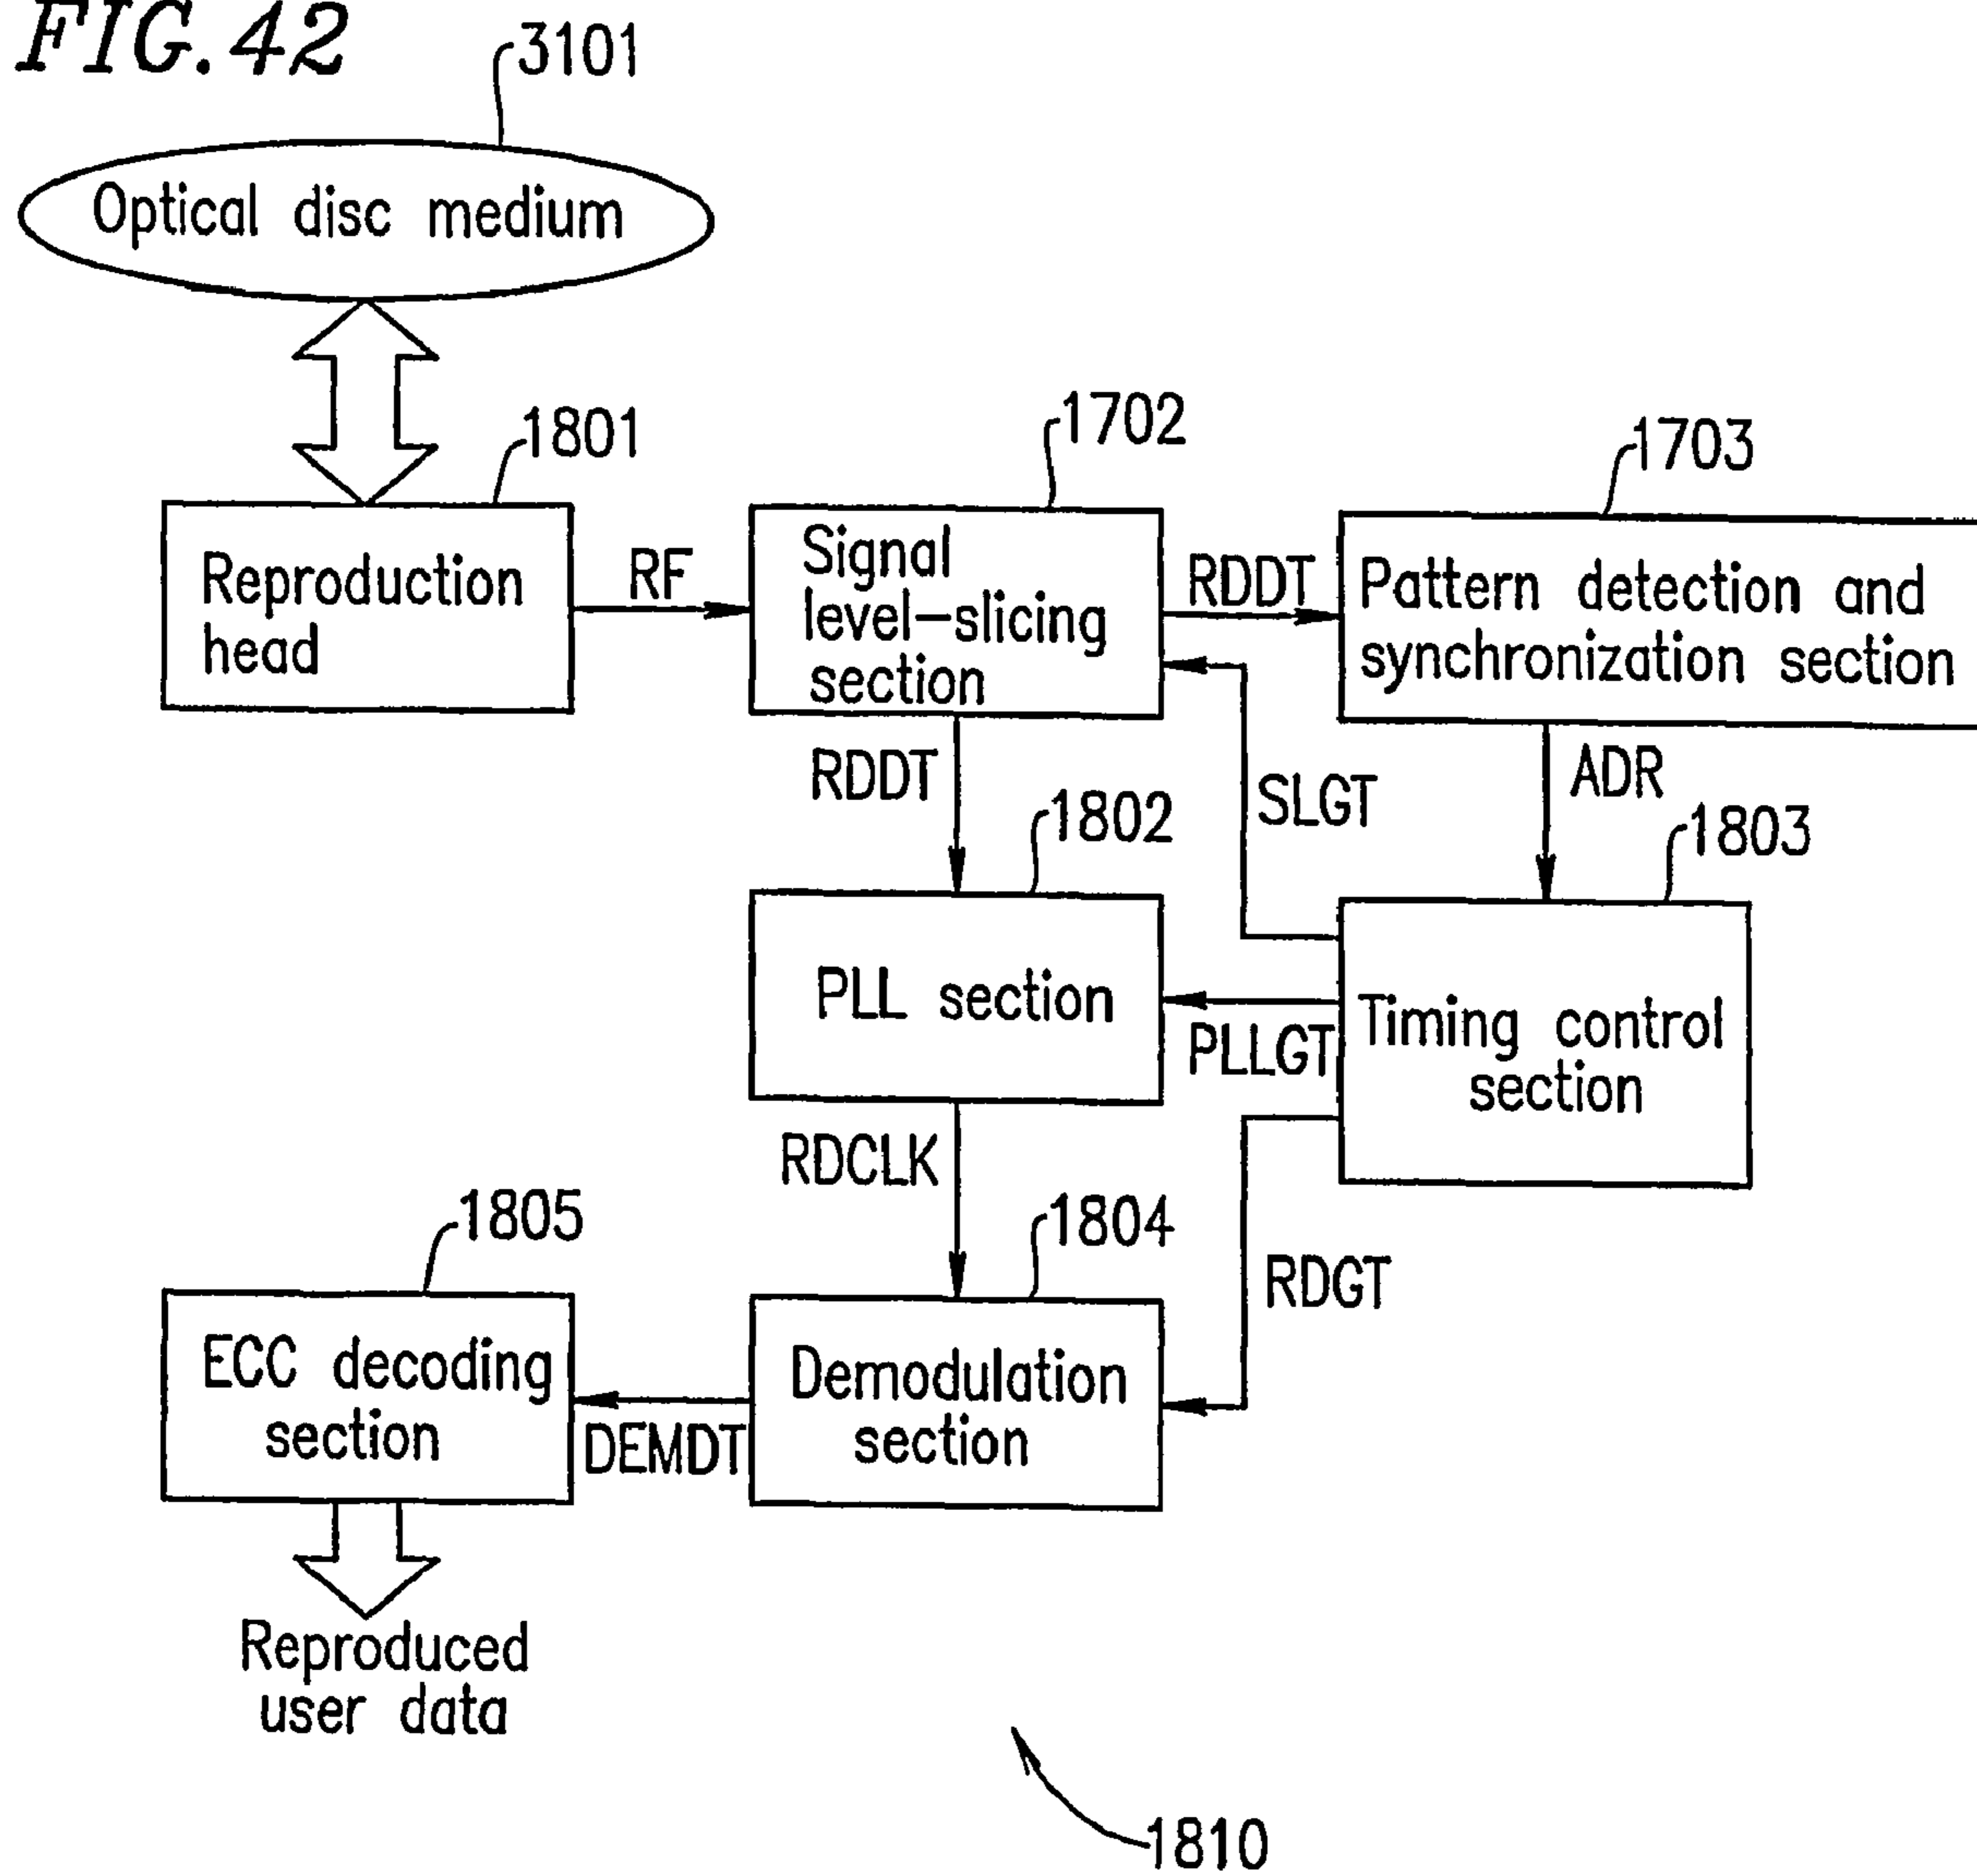 FIG. 42
3101
Optical disc medium
1801
1702
1703
Reproduction
head
RF
Signal
level-slicing
section
RDDT
Pattern detection and
synchronization section
RDDT
SLGT
ADR
1802
1803
PLL section
PLLGT
Timing control
section
RDCLK
1805
1804
RDGT
ECC decoding
section
DEMDT
Demodulation
section
Reproduced
user data
1810